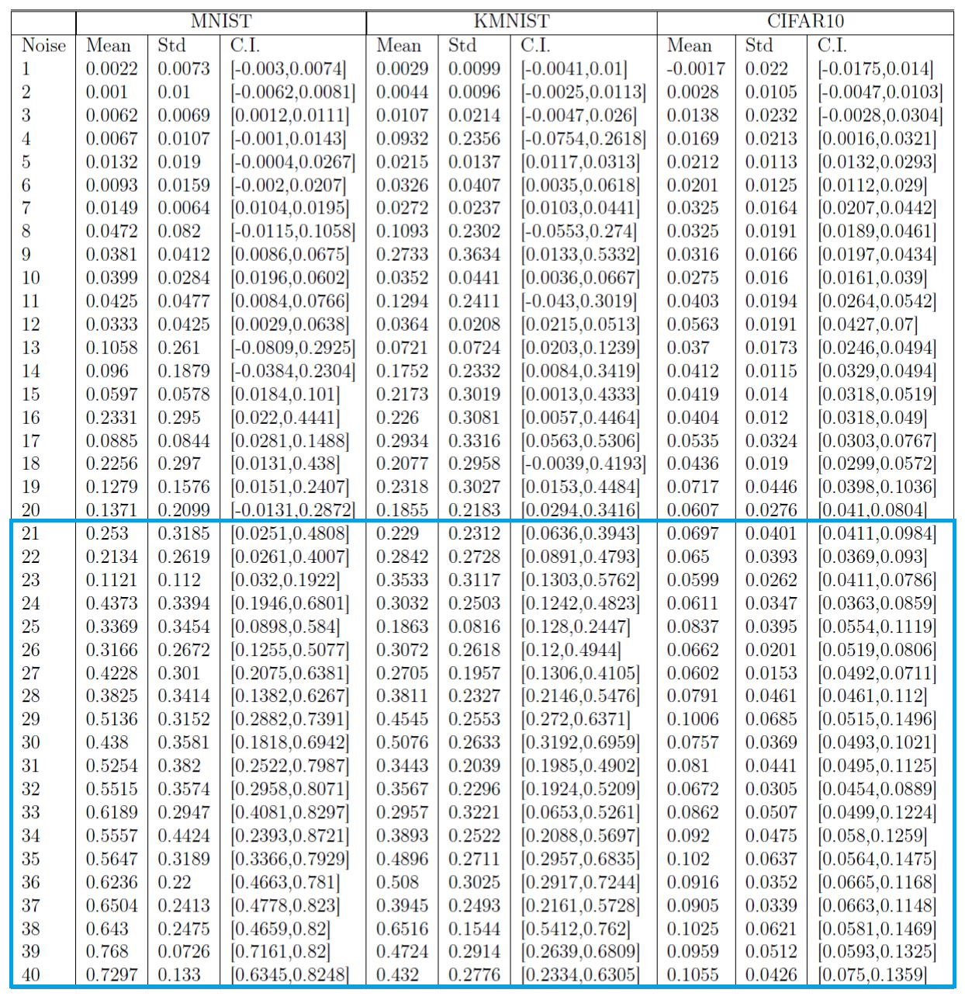 MNIST KMNIST CIFAR10
Noise Mean Std C.I. Mean Std C.I. Mean Std C.I.
1 0.0022 0.0073 [-0.003,0.0074] 0.0029 0.0099 [-0.0041,0.01] -0.0017 0.022 [-0.0175,0.014]
2 0.001 0.01 [-0.0062,0.0081] 0.0044 0.0096 [-0.0025,0.0113] 0.0028 0.0105 [-0.0047,0.0103]
3 0.0062 0.0069 [0.0012,0.0111] 0.0107 0.0214 [-0.0047,0.026] 0.0138 0.0232 [-0.0028,0.0304]
4 0.0067 0.0107 [-0.001,0.0143] 0.0932 0.2356 [-0.0754,0.2618] 0.0169 0.0213 [0.0016,0.0321]
5 0.0132 0.019 [-0.0004,0.0267] 0.0215 0.0137 [0.0117,0.0313] 0.0212 0.0113 [0.0132,0.0293]
6 0.0093 0.0159 [-0.002,0.0207] 0.0326 0.0407 [0.0035,0.0618] 0.0201 0.0125 [0.0112,0.029]
7 0.0149 0.0064 [0.0104,0.0195] 0.0272 0.0237 [0.0103,0.0441] 0.0325 0.0164 [0.0207,0.0442]
8 0.0472 0.082 [-0.0115,0.1058] 0.1093 0.2302 [-0.0553,0.274] 0.0325 0.0191 [0.0189,0.0461]
9 0.0381 0.0412 [0.0086,0.0675] 0.2733 0.3634 [0.0133,0.5332] 0.0316 0.0166 [0.0197,0.0434]
10 0.0399 0.0284 [0.0196,0.0602] 0.0352 0.0441 [0.0036,0.0667] 0.0275 0.016 [0.0161,0.039]
11 0.0425 0.0477 [0.0084,0.0766] 0.1294 0.2411 [-0.043,0.3019] 0.0403 0.0194 [0.0264,0.0542]
12 0.0333 0.0425 [0.0029,0.0638] 0.0364 0.0208 [0.0215,0.0513] 0.0563 0.0191 [0.0427,0.07]
13 0.1058 0.261 [-0.0809,0.2925] 0.0721 0.0724 [0.0203,0.1239] 0.037 0.0173 [0.0246,0.0494]
14 0.096 0.1879 [-0.0384,0.2304] 0.1752 0.2332 [0.0084,0.3419] 0.0412 0.0115 [0.0329,0.0494]
15 0.0597 0.0578 [0.0184,0.101] 0.2173 0.3019 [0.0013,0.4333] 0.0419 0.014 [0.0318,0.0519]
16 0.2331 0.295 [0.022,0.4441] 0.226 0.3081 [0.0057,0.4464] 0.0404 0.012 [0.0318,0.049]
17 0.0885 0.0844 [0.0281,0.1488] 0.2934 0.3316 [0.0563,0.5306] 0.0535 0.0324 [0.0303,0.0767]
18 0.2256 0.297 [0.0131,0.438] 0.2077 0.2958 [-0.0039,0.4193] 0.0436 0.019 [0.0299,0.0572]
19 0.1279 0.1576 [0.0151,0.2407] 0.2318 0.3027 [0.0153,0.4484] 0.0717 0.0446 [0.0398,0.1036]
20 0.1371 0.2099 [-0.0131,0.2872] 0.1855 0.2183 [0.0294,0.3416] 0.0607 0.0276 [0.041,0.0804]
21 0.253 0.3185 [0.0251,0.4808] 0.229 0.2312 [0.0636,0.3943] 0.0697 0.0401 [0.0411,0.0984]
22 0.2134 0.2619 [0.0261,0.4007] 0.2842 0.2728 [0.0891,0.4793] 0.065 0.0393 [0.0369,0.093]
23 0.1121 0.112 [0.032,0.1922] 0.3533 0.3117 [0.1303,0.5762] 0.0599 0.0262 [0.0411,0.0786]
24 0.4373 0.3394 [0.1946,0.6801] 0.3032 0.2503 [0.1242,0.4823] 0.0611 0.0347 [0.0363,0.0859]
25 0.3369 0.3454 [0.0898,0.584] 0.1863 0.0816 [0.128,0.2447] 0.0837 0.0395 [0.0554,0.1119]
26 0.3166 0.2672 [0.1255,0.5077] 0.3072 0.2618 [0.12,0.4944] 0.0662 0.0201 [0.0519,0.0806]
27 0.4228 0.301 [0.2075,0.6381] 0.2705 0.1957 [0.1306,0.4105] 0.0602 0.0153 [0.0492,0.0711]
28 0.3825 0.3414 [0.1382,0.6267] 0.3811 0.2327 [0.2146,0.5476] 0.0791 0.0461 [0.0461,0.112]
29 0.5136 0.3152 [0.2882,0.7391] 0.4545 0.2553 [0.272,0.6371] 0.1006 0.0685 [0.0515,0.1496]
30 0.438 0.3581 [0.1818,0.6942] 0.5076 0.2633 [0.3192,0.6959] 0.0757 0.0369 [0.0493,0.1021]
31 0.5254 0.382 [0.2522,0.7987] 0.3443 0.2039 [0.1985,0.4902] 0.081 0.0441 [0.0495,0.1125]
32 0.5515 0.3574 [0.2958,0.8071] 0.3567 0.2296 [0.1924,0.5209] 0.0672 0.0305 [0.0454,0.0889]
33 0.6189 0.2947 [0.4081,0.8297] 0.2957 0.3221 [0.0653,0.5261] 0.0862 0.0507 [0.0499,0.1224]
34 0.5557 0.4424 [0.2393,0.8721] 0.3893 0.2522 [0.2088,0.5697] 0.092 0.0475 [0.058,0.1259]
35 0.5647 0.3189 [0.3366,0.7929] 0.4896 0.2711 [0.2957,0.6835] 0.102 0.0637 [0.0564,0.1475]
36 0.6236 0.22 [0.4663,0.781] 0.508 0.3025 [0.2917,0.7244] 0.0916 0.0352 [0.0665,0.1168]
37 0.6504 0.2413 [0.4778,0.823] 0.3945 0.2493 [0.2161,0.5728] 0.0905 0.0339 [0.0663,0.1148]
38 0.643 0.2475 [0.4659,0.82] 0.6516 0.1544 [0.5412,0.762] 0.1025 0.0621 [0.0581,0.1469]
39 0.768 0.0726 [0.7161,0.82] 0.4724 0.2914 [0.2639,0.6809] 0.0959 0.0512 [0.0593,0.1325]
40 0.7297 0.133 [0.6345,0.8248] 0.432 0.2776 [0.2334,0.6305] 0.1055 0.0426 [0.075,0.1359]